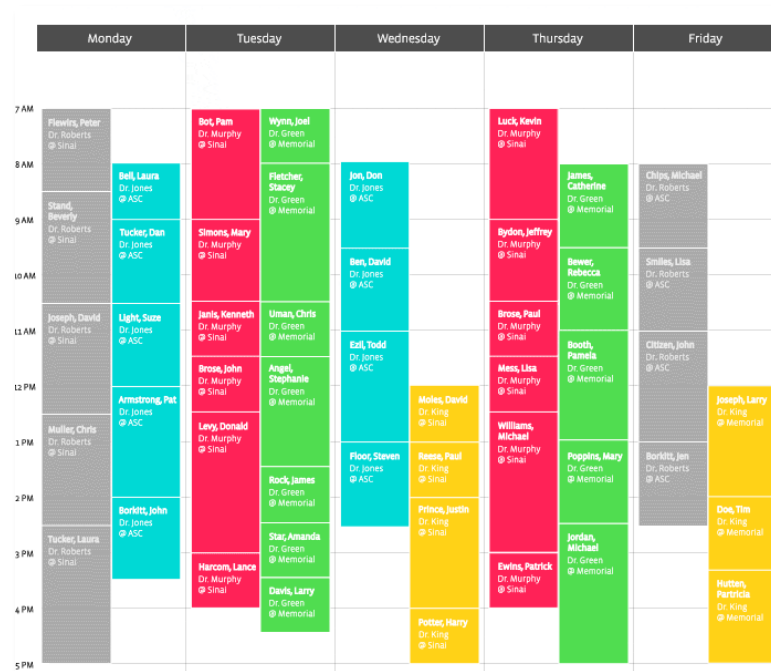 Monday Tuesday Wednesday Thursday Friday
7 AM
8 AM
9 AM
10 AM
11 AM
12 PM
1 PM
2 PM
3 PM
4 PM
5 PM
Flewirs, Peter
Dr. Roberts
@ Sinai
Stand,
Beverly
Dr. Roberts
@ Sinai
Joseph, David
Dr. Roberts
@ Sinai
Muller, Chris
Dr. Roberts
@ Sinai
Tucker, Laura
Dr. Roberts
@ Sinai
Bell, Laura
Dr. Jones
@ ASC
Tucker, Dan
Dr. Jones
@ ASC
Light, Suze
Dr. Jones
@ ASC
Armstrong, Pat
Dr. Jones
@ ASC
Borkitt, John
Dr. Jones
@ ASC
Bot, Pam
Dr. Murphy
@ Sinai
Simons, Mary
Dr. Murphy
@ Sinai
Janis, Kenneth
Dr. Murphy
@ Sinai
Brose, John
Dr. Murphy
@ Sinai
Levy, Donald
Dr. Murphy
@ Sinai
Harcom, Lance
Dr. Murphy
@ Sinai
Wynn, Joel
Dr. Green
@ Memorial
Fletcher,
Stacey
Dr. Green
@ Memorial
Uman, Chris
Dr. Green
@ Memorial
Angel,
Stephanie
Dr. Green
@ Memorial
Rock, James
Dr. Green
@ Memorial
Star, Amanda
Dr. Green
@ Memorial
Davis, Larry
Dr. Green
@ Memorial
Jon, Don
Dr. Jones
@ ASC
Ben, David
Dr. Jones
@ ASC
Ezil, Todd
Dr. Jones
@ ASC
Floor, Steven
Dr. Jones
@ ASC
Moles, David
Dr. King
@ Sinai
Reese, Paul
Dr. King
@ Sinai
Prince, Justin
Dr. King
@ Sinai
Potter, Harry
Dr. King
@ Sinai
Luck, Kevin
Dr. Murphy
@ Sinai
Bydon, Jeffrey
Dr. Murphy
@ Sinai
Brose, Paul
Dr. Murphy
@ Sinai
Mess, Lisa
Dr. Murphy
@ Sinai
Williams,
Michael
Dr. Murphy
@ Sinai
Ewins, Patrick
Dr. Murphy
@ Sinai
James,
Catherine
Dr. Green
@ Memorial
Bewer,
Rebecca
Dr. Green
@ Memorial
Booth,
Pamela
Dr. Green
@ Memorial
Poppins, Mary
Dr. Green
@ Memorial
Jordan,
Michael
Dr. Green
@ Memorial
Chips, Michael
Dr. Roberts
@ ASC
Smiles, Lisa
Dr. Roberts
@ ASC
Citizen, John
Dr. Roberts
@ ASC
Borkitt, Jen
Dr. Roberts
@ ASC
Joseph, Larry
Dr. King
@ Memorial
Doe, Tim
Dr. King
@ Memorial
Hutten,
Partricia
Dr. King
@ Memorial